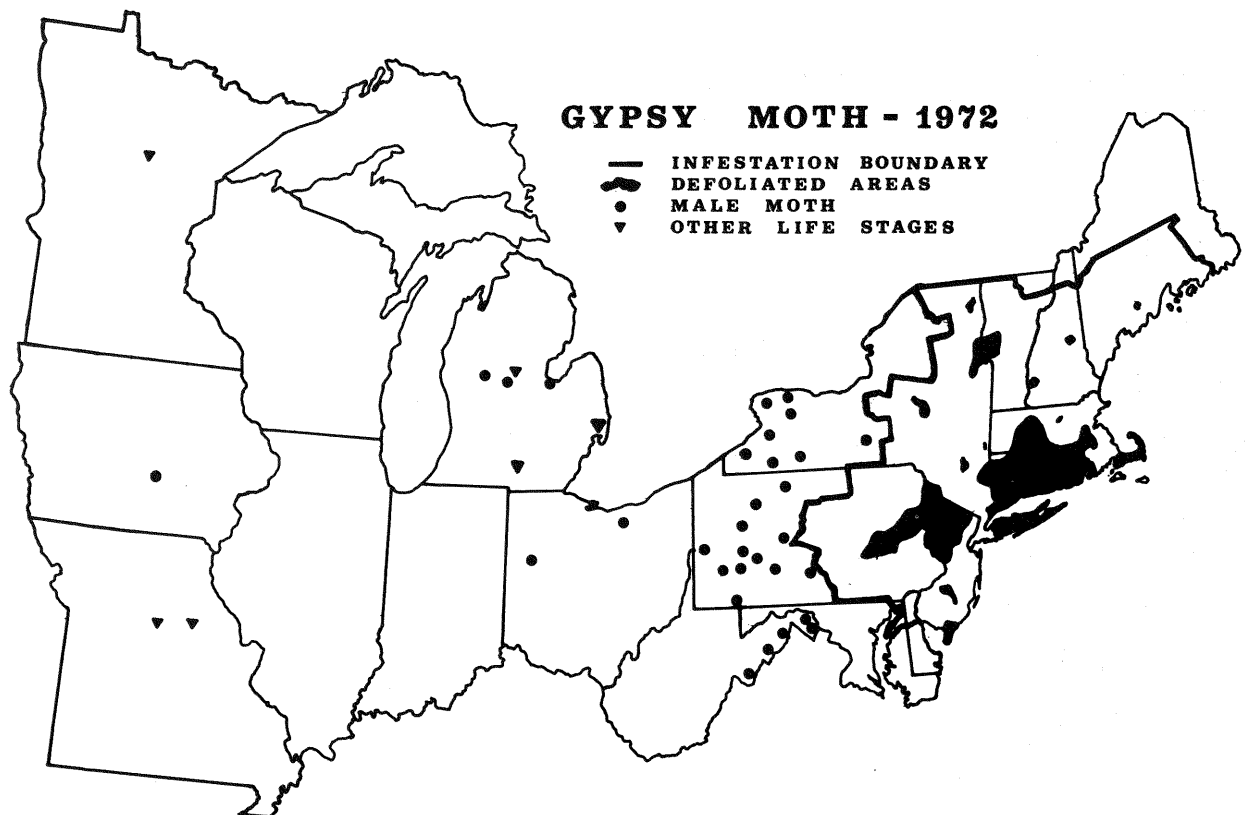 GYPSY MOTH - 1972
INFESTATION BOUNDARY
DEFOLIATED AREAS
MALE MOTH
OTHER LIFE STAGES